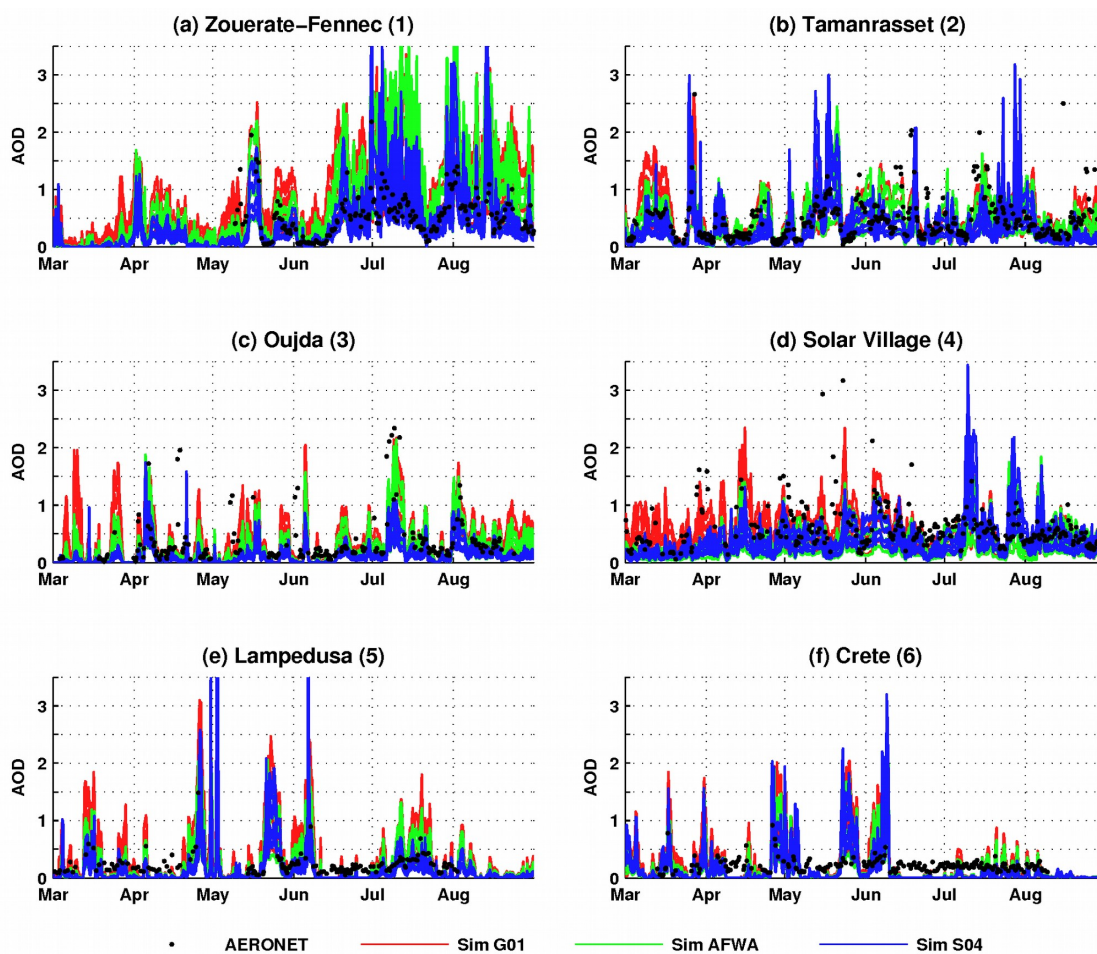 (a) Zouerate−Fennec (1)
(b) Tamanrasset (2)
AOD
3
2
1
0
Mar Apr May Jun Jul Aug
AOD
3
2
1
0
Mar Apr May Jun Jul Aug
(c) Oujda (3)
(d) Solar Village (4)
AOD
3
2
1
0
Mar Apr May Jun Jul Aug
AOD
3
2
1
0
Mar Apr May Jun Jul Aug
(e) Lampedusa (5)
(f) Crete (6)
AOD
3
2
1
0
Mar Apr May Jun Jul Aug
AOD
3
2
1
0
Mar Apr May Jun Jul Aug
AERONET Sim G01 Sim AFWA Sim S04